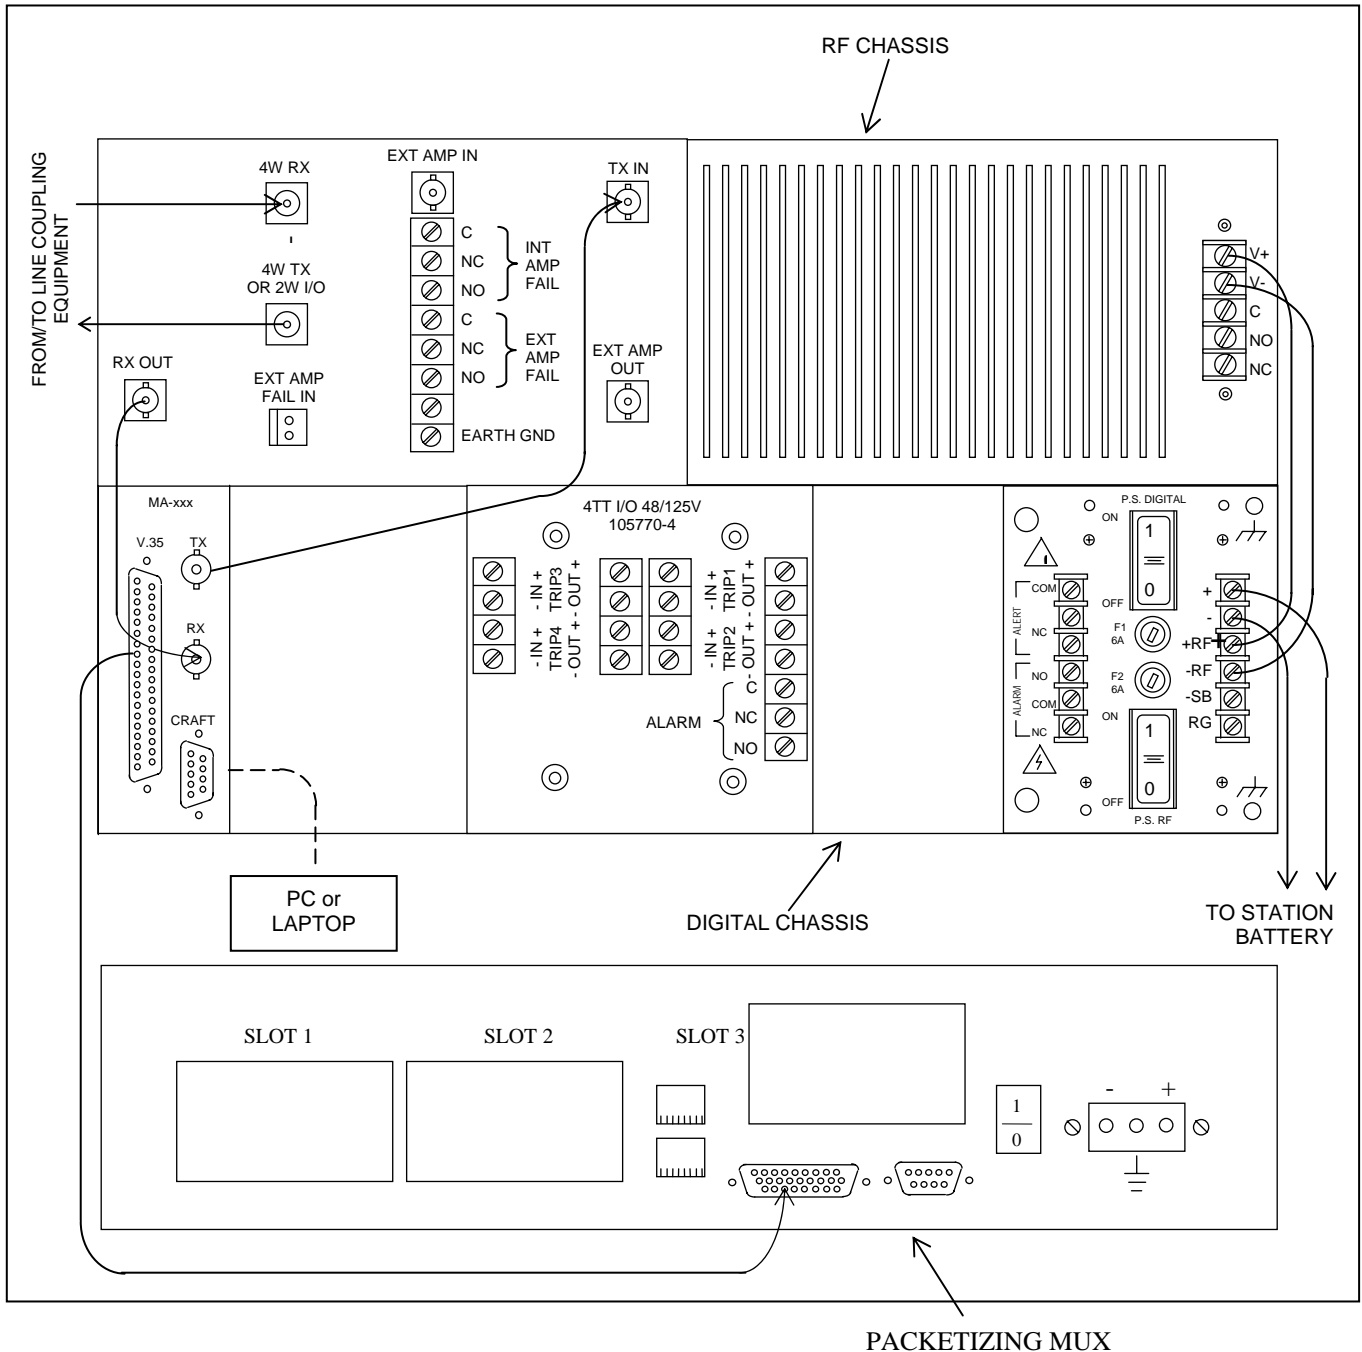 RF CHASSIS
FROM/TO LINE COUPLING
EQUIPMENT
4W RX
EXT AMP IN
TX IN
C
NC
NO
INT
AMP
FAIL
4W TX
OR 2W I/O
C
NC
NO
EXT
AMP
FAIL
RX OUT
EXT AMP
FAIL IN
EXT AMP
OUT
EARTH GND
V+
V-
C
NO
NC
MA-xxx
V.35
TX
RX
CRAFT
4TT I/O 48/125V
105770-4
- IN +
TRIP3
- OUT +
- IN +
TRIP4
- OUT +
- IN +
TRIP1
- OUT +
- IN +
TRIP2
- OUT +
ALARM
C
NC
NO
P.S. DIGITAL
ON
1
0
OFF
ALERT
COM
NC
ALARM
NO
COM
NC
F1
6A
F2
6A
ON
1
0
OFF
P.S. RF
+
-
+RF
+
-RF
-SB
RG
PC or
LAPTOP
DIGITAL CHASSIS
TO STATION
BATTERY
SLOT 1
SLOT 2
SLOT 3
1
0
- +
PACKETIZING MUX